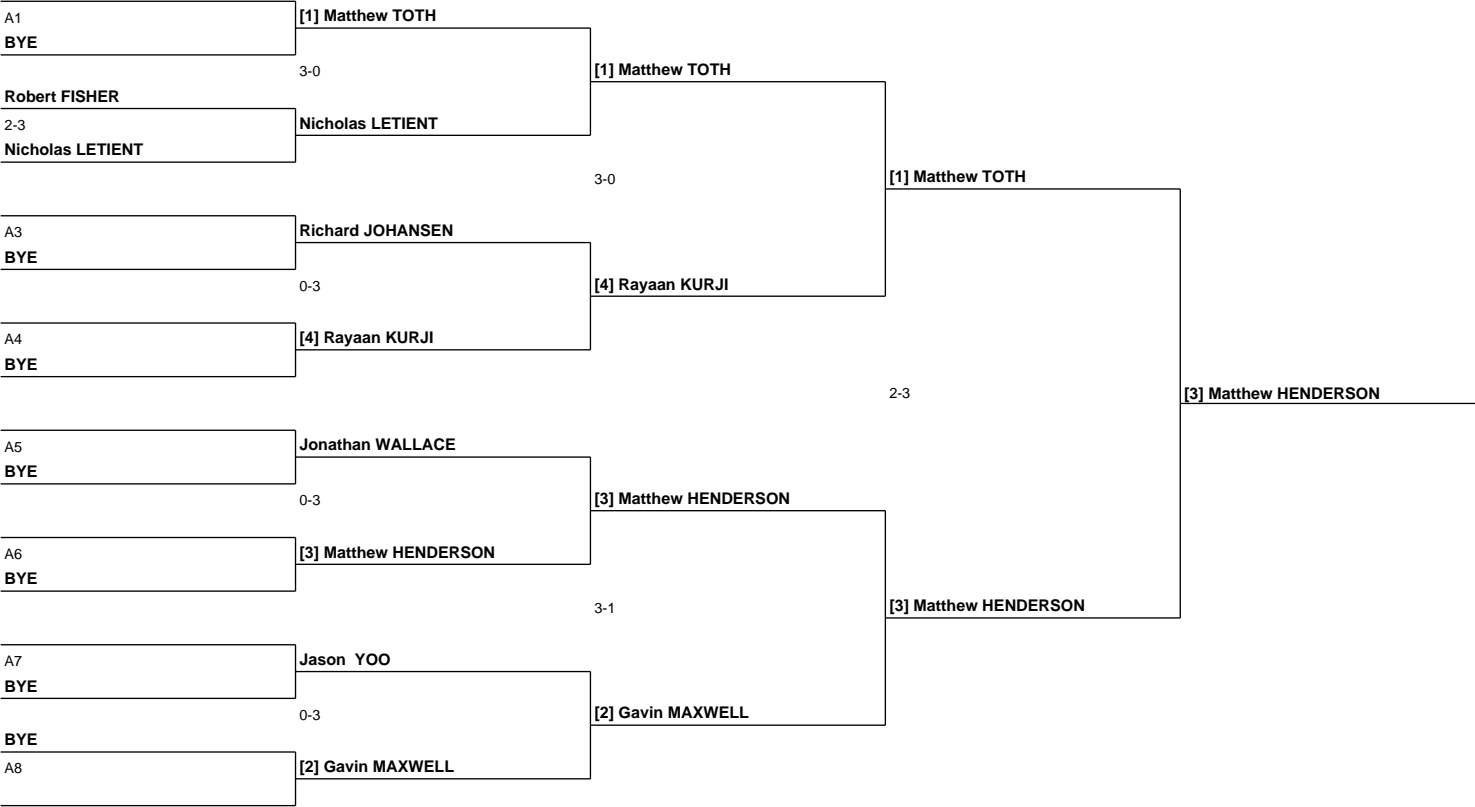 A1
BYE
Robert FISHER
2-3
Nicholas LETIENT
A3
BYE
A4
BYE
A5
BYE
A6
BYE
A7
BYE
BYE
A8
[1] Matthew TOTH
3-0
Nicholas LETIENT
Richard JOHANSEN
0-3
[4] Rayaan KURJI
Jonathan WALLACE
0-3
[3] Matthew HENDERSON
Jason  YOO
0-3
[2] Gavin MAXWELL
[1] Matthew TOTH
3-0
[4] Rayaan KURJI
[3] Matthew HENDERSON
3-1
[2] Gavin MAXWELL
[1] Matthew TOTH
2-3
[3] Matthew HENDERSON
[3] Matthew HENDERSON